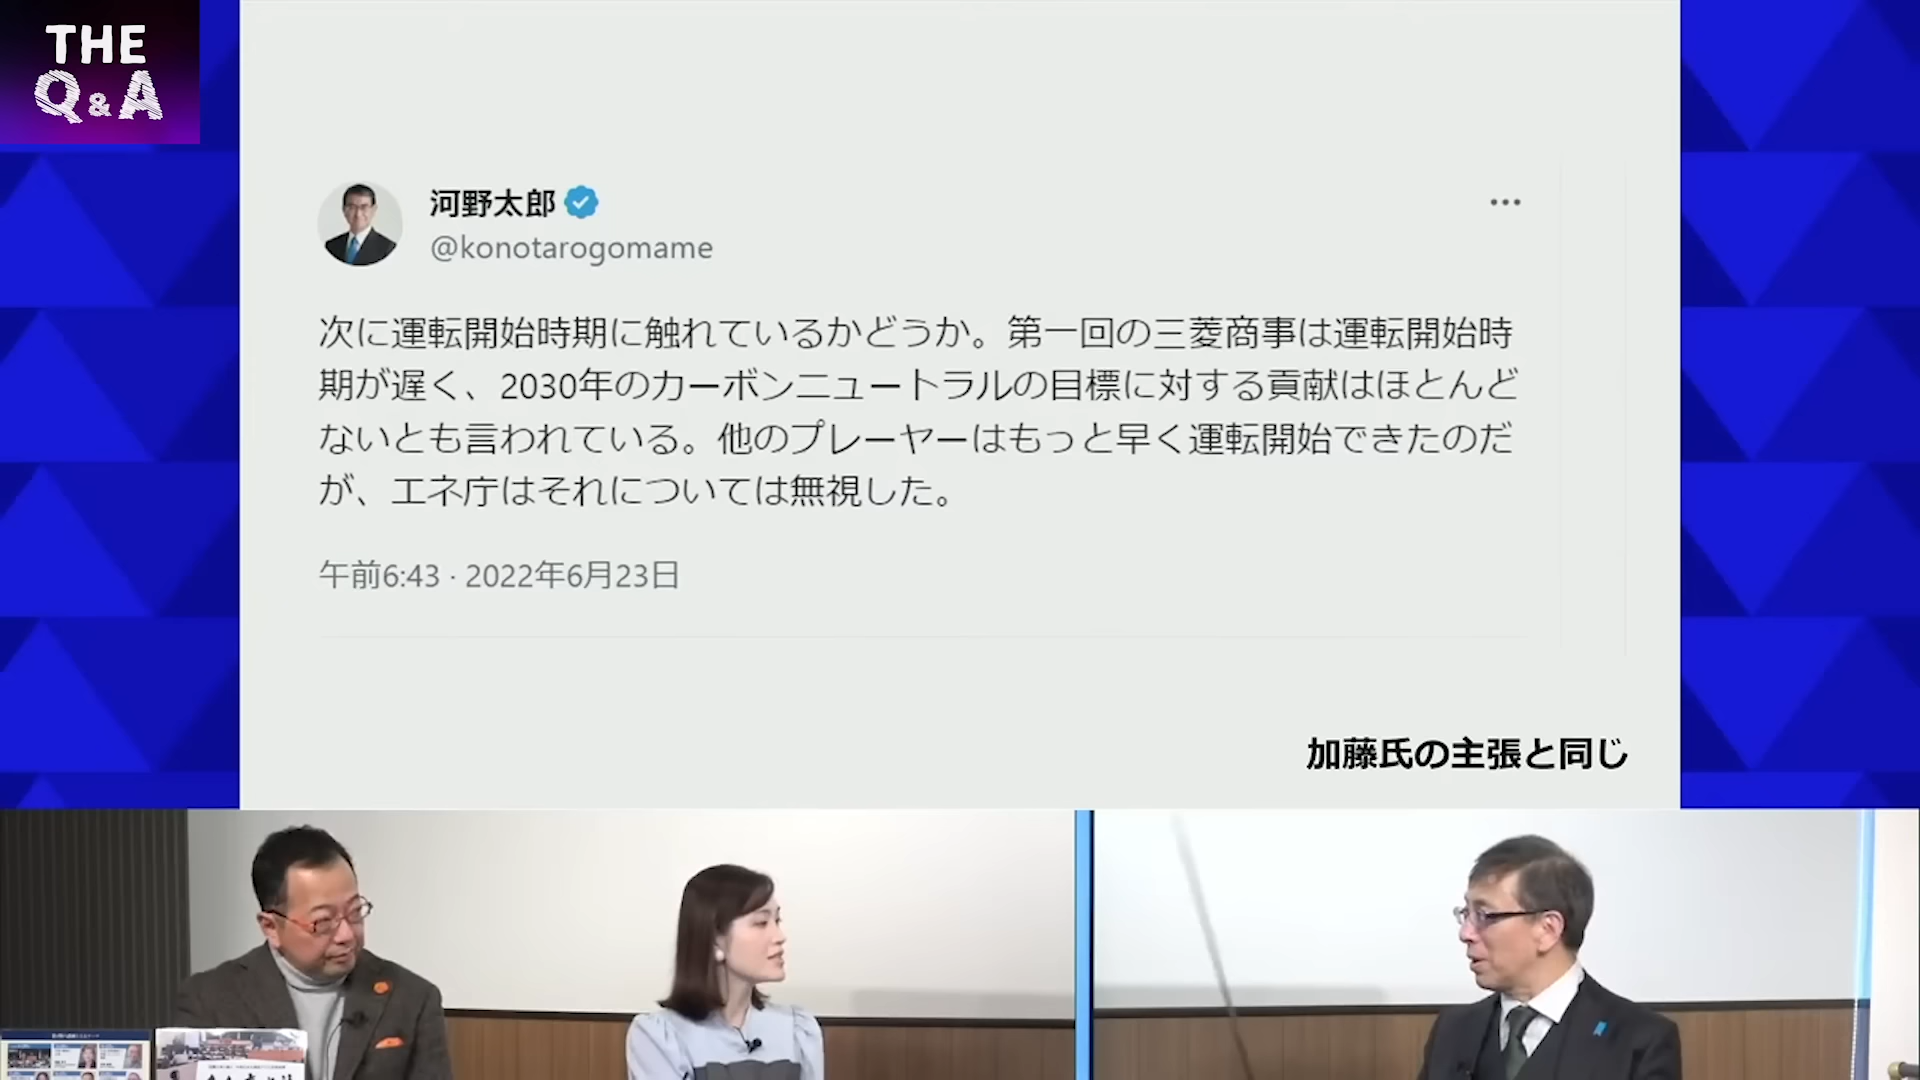 THE
Q&A
河野太郎
@konotarogomame
次に運転開始時期に触れているかどうか。第一回の三菱商事は運転開始時
期が遅く、2030年のカーボンニュートラルの目標に対する貢献はほとんど
ないとも言われている。他のプレーヤーはもっと早く運転開始できたのだ
が、エネ庁はそれについては無視した。
午前6:43 · 2022年6月23日
加藤氏の主張と同じ